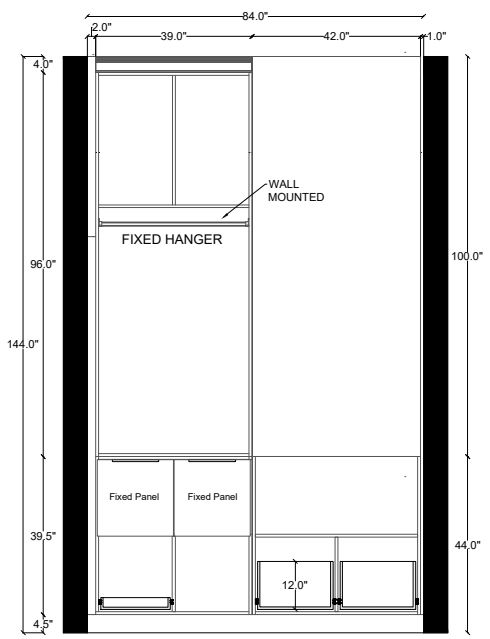 84.0"
2.0"
39.0"
42.0"
1.0"
4.0"
WALL
MOUNTED
FIXED HANGER
96.0"
100.0"
144.0"
Fixed Panel
Fixed Panel
39.5"
44.0"
12.0"
4.5"